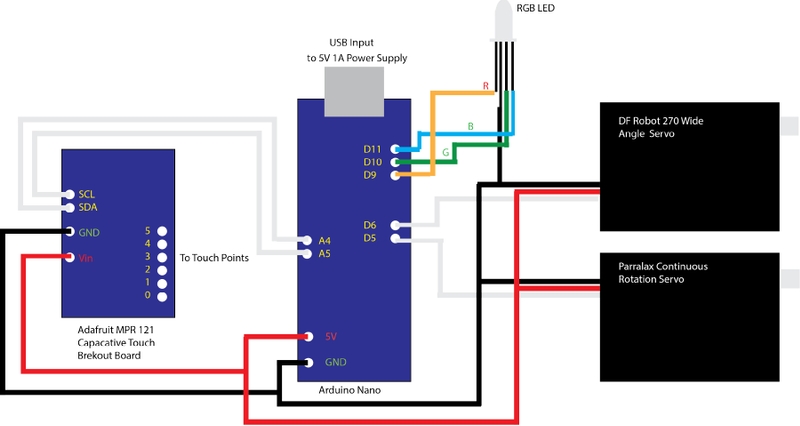 RGB LED
USB Input
to 5V 1A Power Supply
R
B
G
D11
D10
D9
DF Robot 270 Wide
Angle Servo
SCL
SDA
GND
Vin
5
4
3
2
1
0
To Touch Points
A4
A5
D6
D5
Parralax Continuous
Rotation Servo
5V
GND
Adafruit MPR 121
Capacative Touch
Brekout Board
Arduino Nano